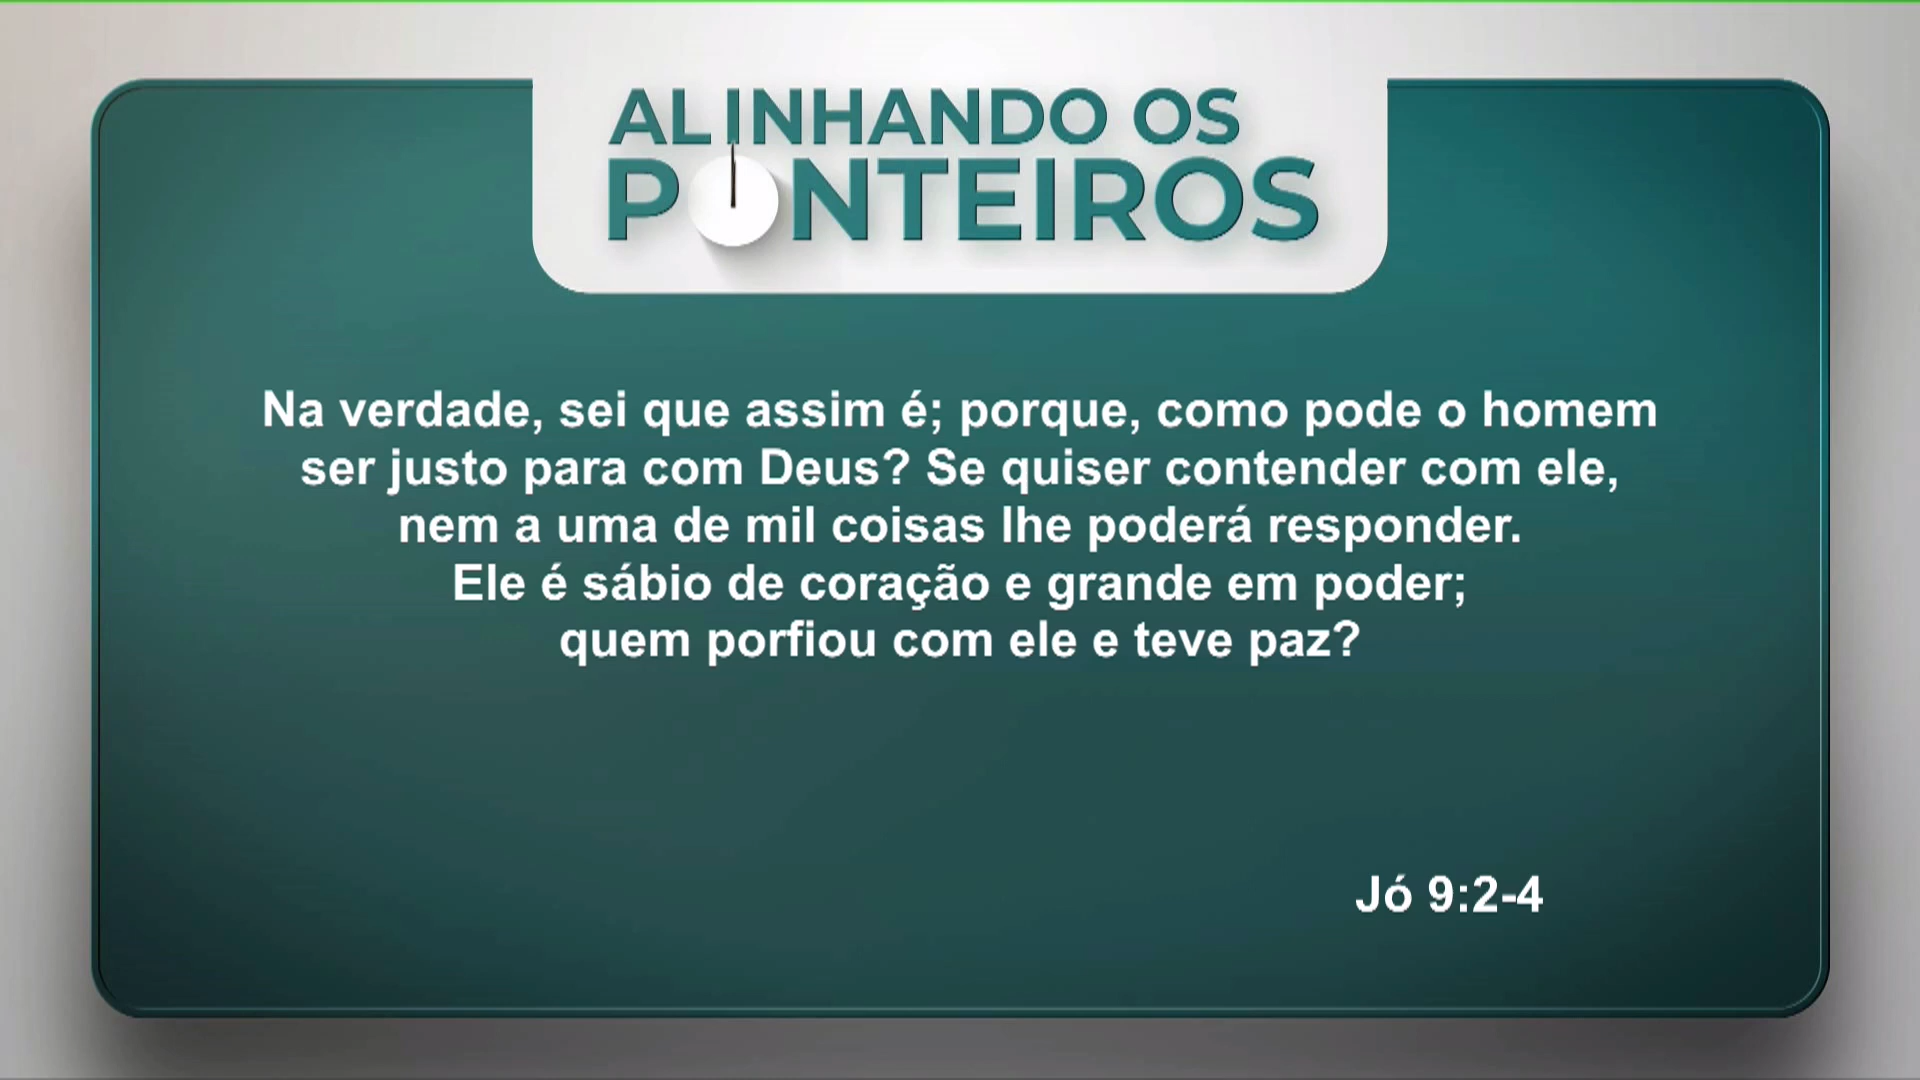 ALINHANDO OS
PONTEIROS
Na verdade, sei que assim é; porque, como pode o homem
ser justo para com Deus? Se quiser contender com ele,
nem a uma de mil coisas lhe poderá responder.
Ele é sábio de coração e grande em poder;
quem porfiou com ele e teve paz?
Jó 9:2-4